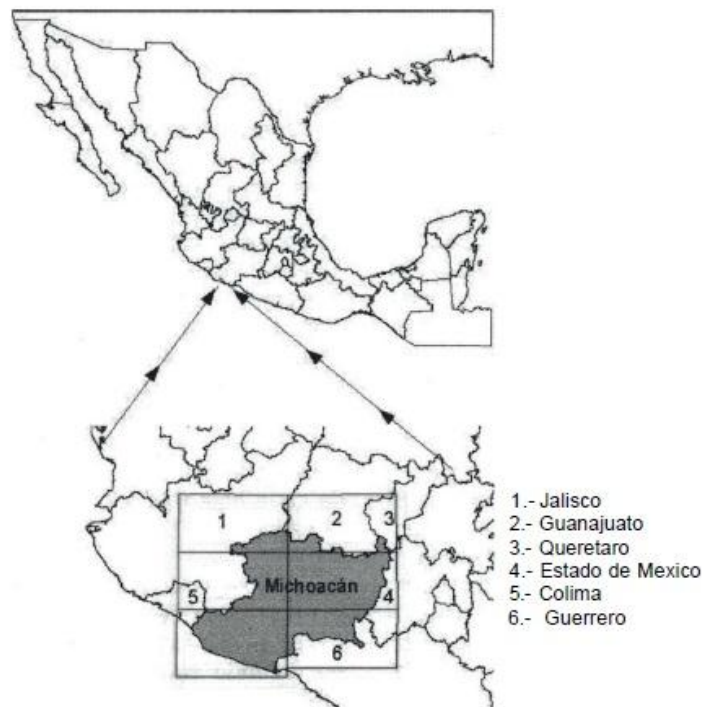 1
2
3
Michoacán
5
4
6
1.- Jalisco
2.- Guanajuato
3.- Queretaro
4.- Estado de Mexico
5.- Colima
6.- Guerrero